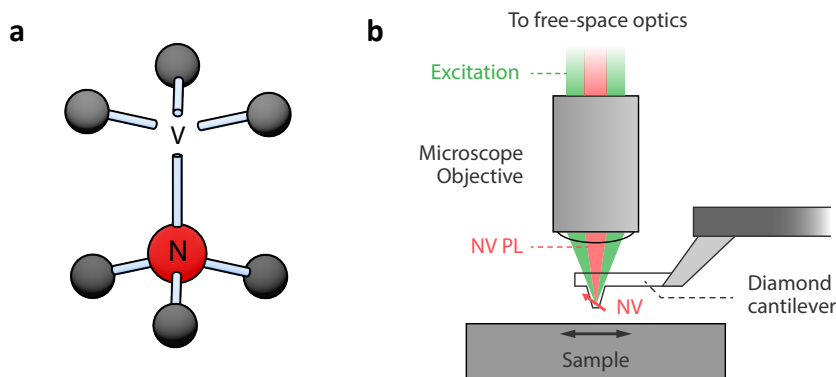 a
V
N
b
To free-space optics
Excitation
Microscope
Objective
NV PL
NV
Diamond
cantilever
Sample